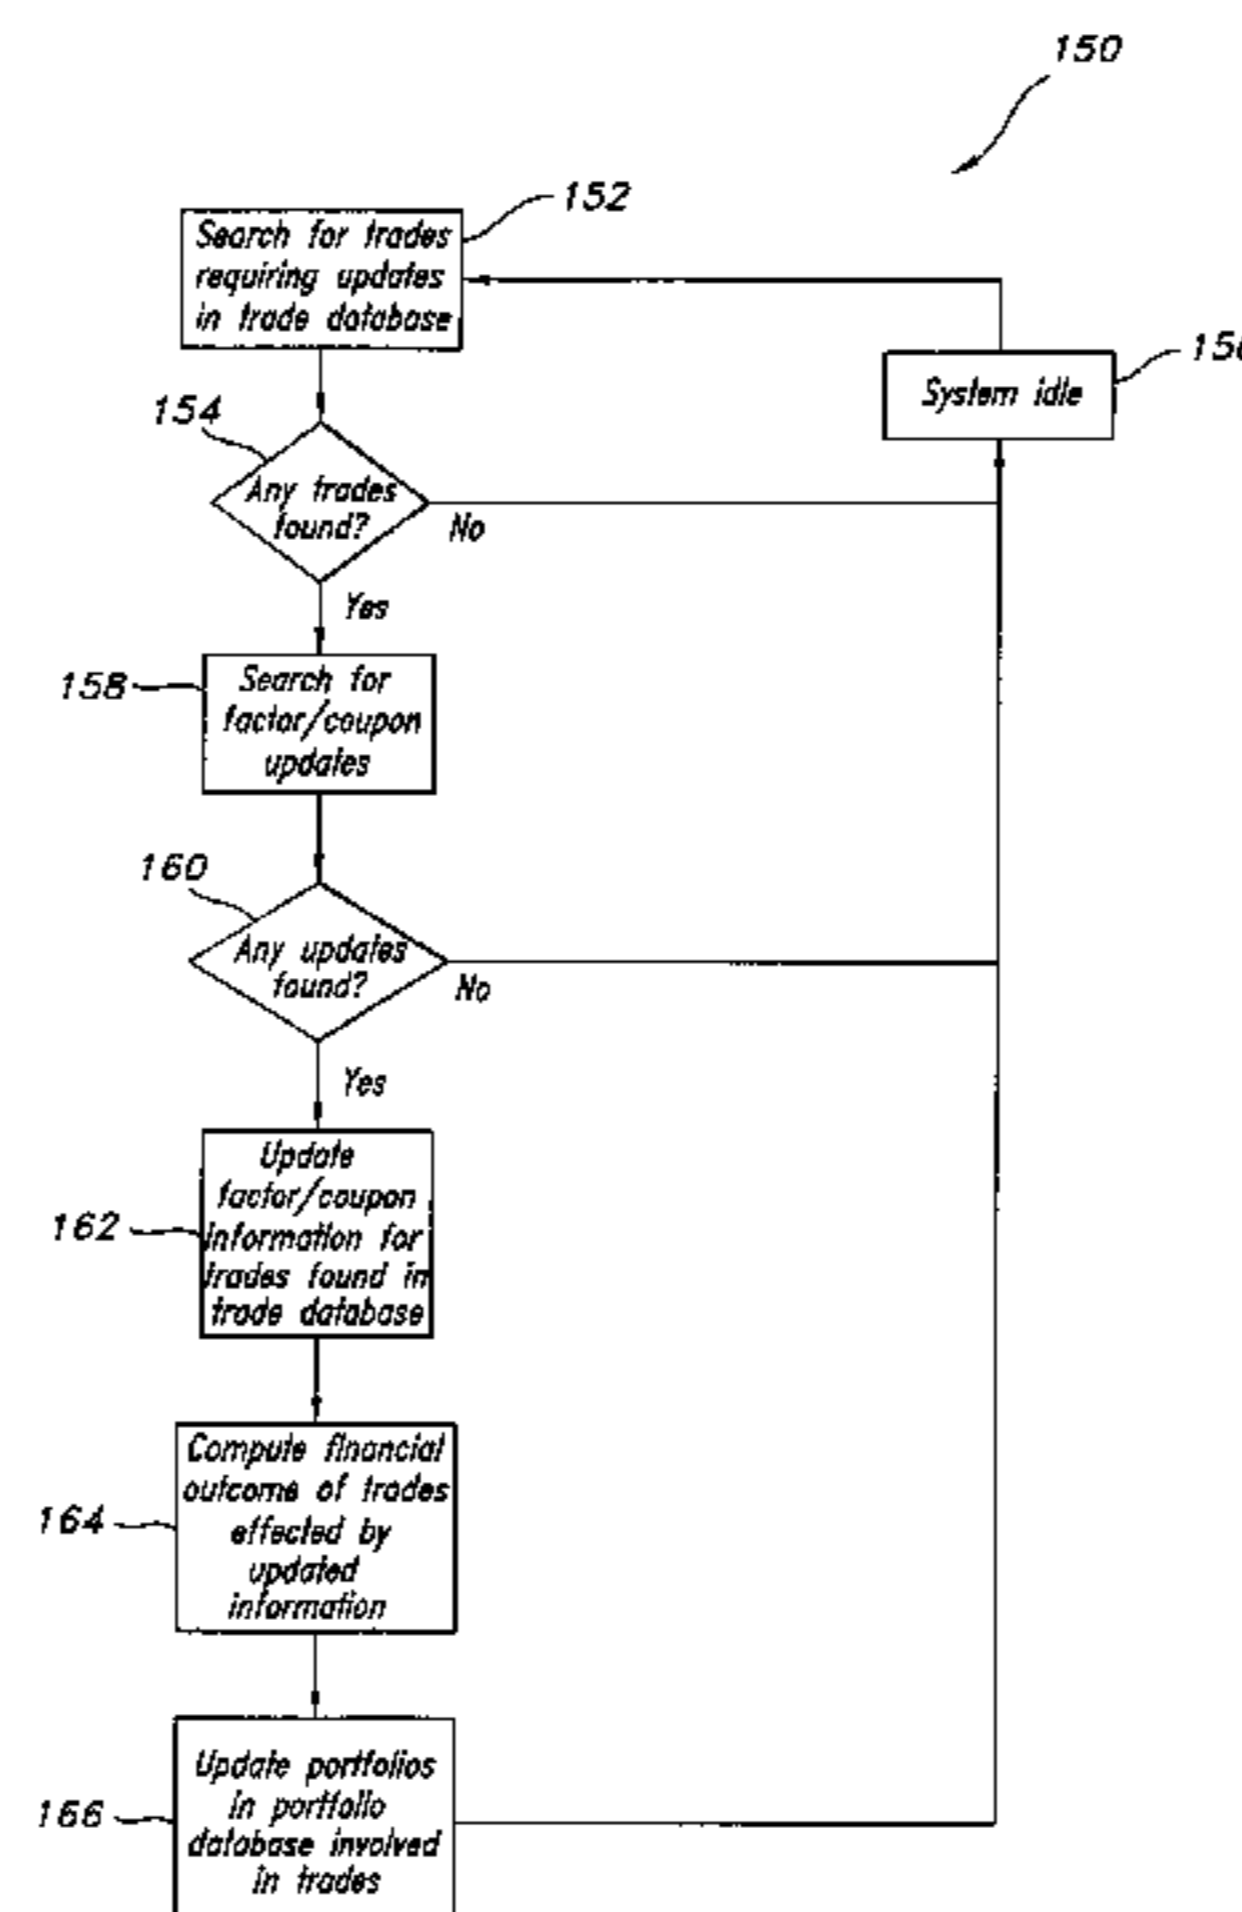 150
152
Search for trades
requiring updates
in trade database
System idle
154
Any trades
found?
No
Yes
158
Search for
factor/coupon
updates
160
Any updates
found?
No
Yes
162
Update
factor/coupon
information for
trades found in
trade database
164
Compute financial
outcome of trades
effected by
updated
information
166
Update portfolios
in portfolio
database involved
in trades